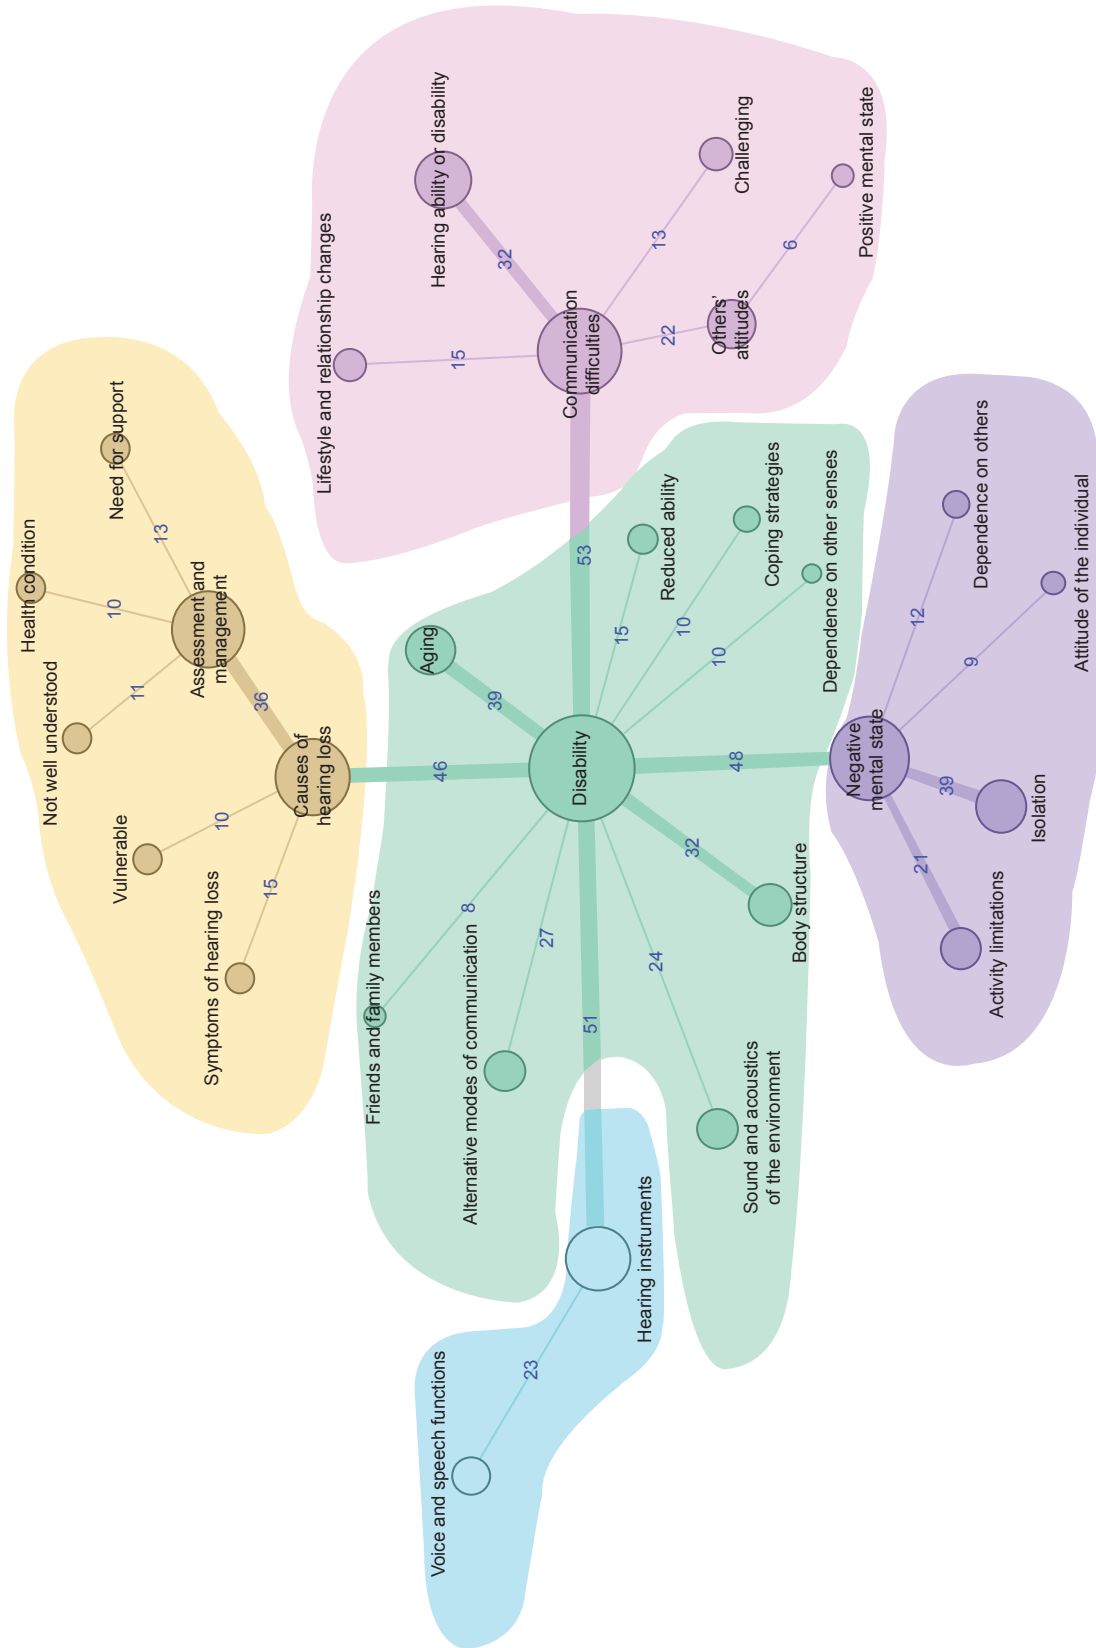 Voice and speech functions
23
Hearing instruments
51
Symptoms of hearing loss
15
Vulnerable
10
Not well understood
11
Health condition
10
Need for support
13
Assessment and
management
36
Causes of
hearing loss
46
Friends and family members
8
Alternative modes of communication
27
Sound and acoustics
of the environment
24
Body structure
32
Disability
Aging
39
Reduced ability
15
Coping strategies
10
Dependence on other senses
10
53
48
Lifestyle and relationship changes
15
Hearing ability or disability
32
Communication
difficulties
Challenging
13
Others'
attitudes
22
Positive mental state
6
Negative
mental state
Activity limitations
21
Isolation
39
Dependence on others
12
Attitude of the individual
9